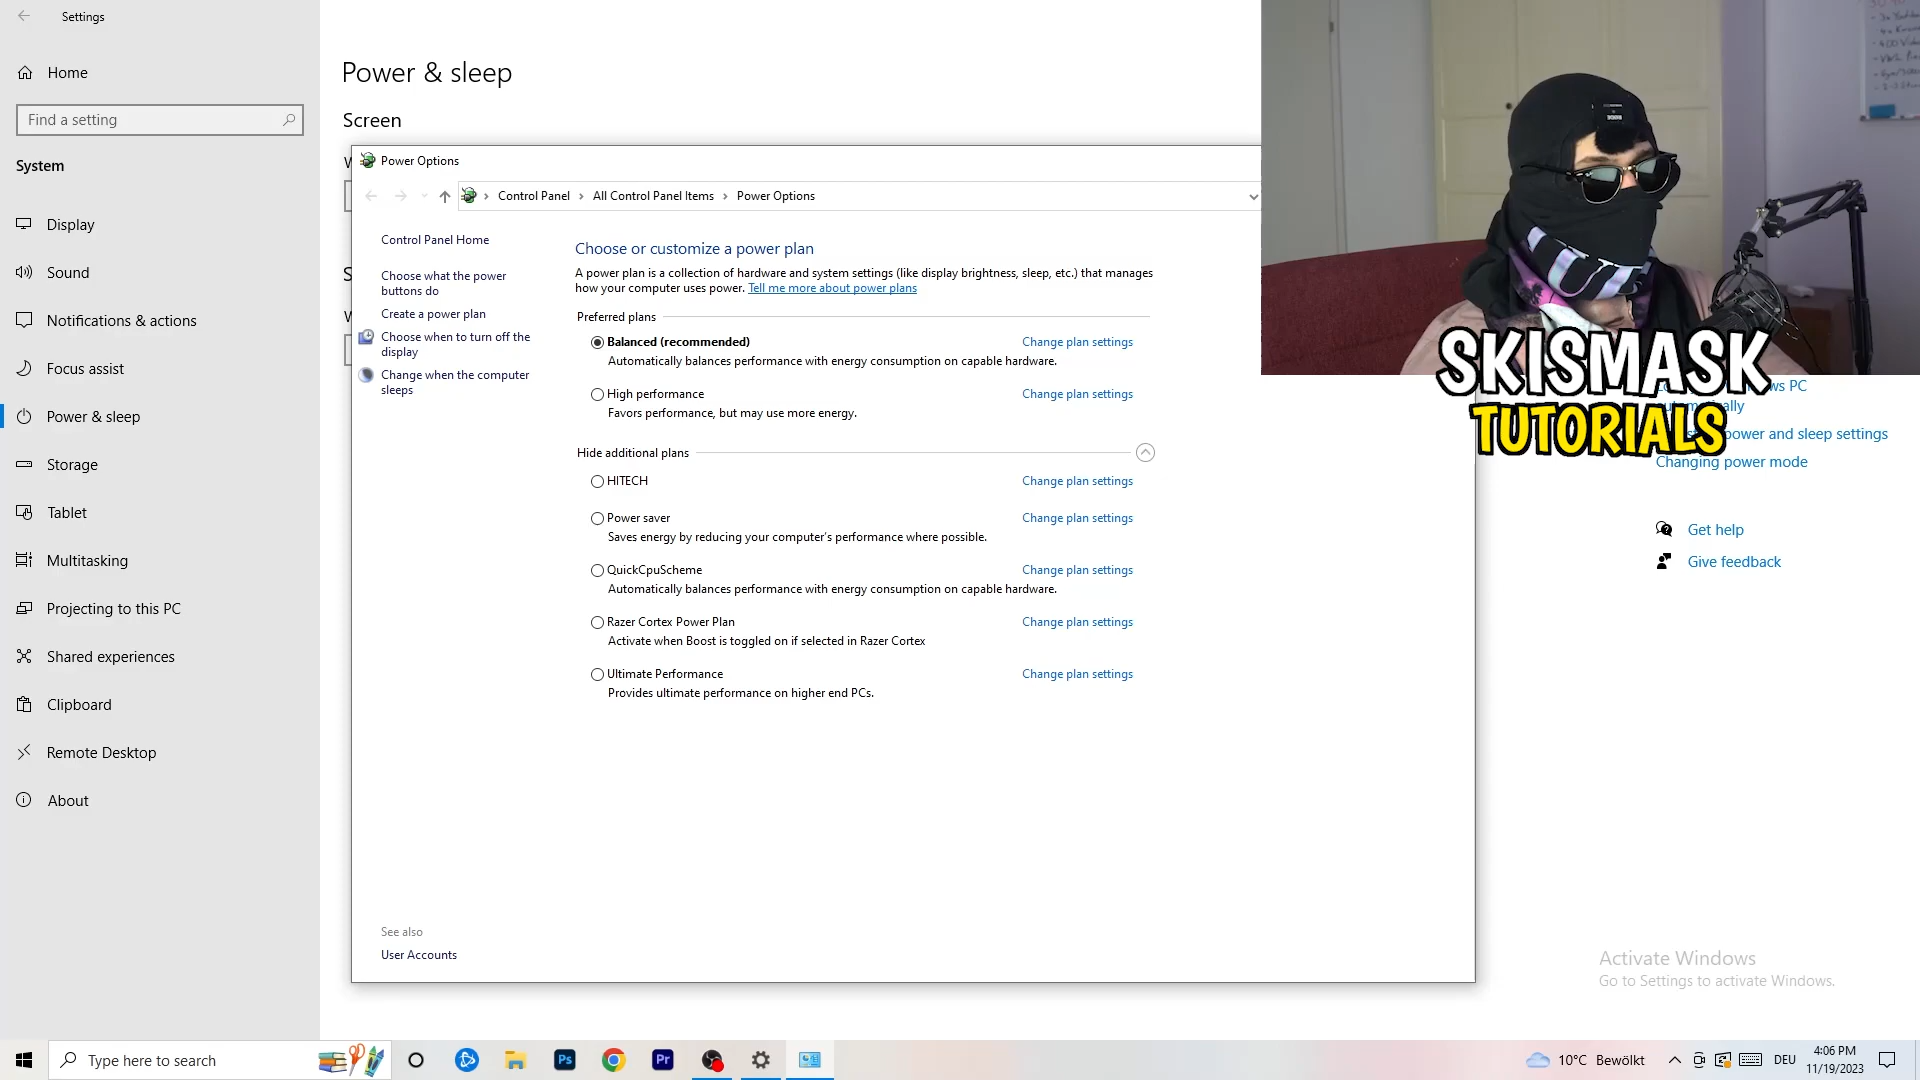 Settings
Home
Find a setting
System
Display
Sound
Notifications & actions
Focus assist
Power & sleep
Storage
Tablet
Multitasking
Projecting to this PC
Shared experiences
Clipboard
Remote Desktop
About
Power & sleep
Screen
Power Options
Control Panel
All Control Panel Items
Power Options
Control Panel Home
Choose what the power
buttons do
Create a power plan
Choose when to turn off the
display
Change when the computer
sleeps
See also
User Accounts
Choose or customize a power plan
A power plan is a collection of hardware and system settings (like display brightness, sleep, etc.) that manages
how your computer uses power. Tell me more about power plans
Preferred plans
Balanced (recommended) Change plan settings
Automatically balances performance with energy consumption on capable hardware.
High performance Change plan settings
Favors performance, but may use more energy.
Hide additional plans
HITECH Change plan settings
Power saver Change plan settings
Saves energy by reducing your computer's performance where possible.
QuickCpuScheme Change plan settings
Automatically balances performance with energy consumption on capable hardware.
Razer Cortex Power Plan Change plan settings
Activate when Boost is toggled on if selected in Razer Cortex
Ultimate Performance Change plan settings
Provides ultimate performance on higher end PCs.
SKISMASK
TUTORIALS
PC
power and sleep settings
Changing power mode
Get help
Give feedback
Activate Windows
Go to Settings to activate Windows.
Type here to search
Ps
Pr
10°C Bewölkt
DEU
4:06 PM
11/19/2023